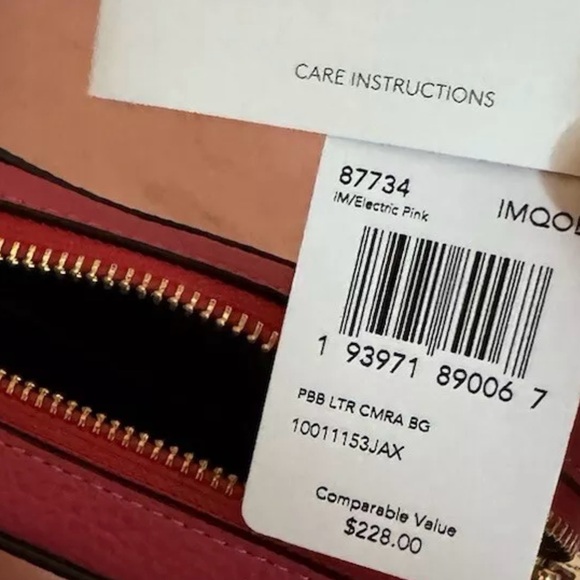 CARE INSTRUCTIONS
87734
IM/Electric Pink
1 93971 89006 7
PBB LTR CMRA BG
10011153JAX
Comparable Value
$228.00